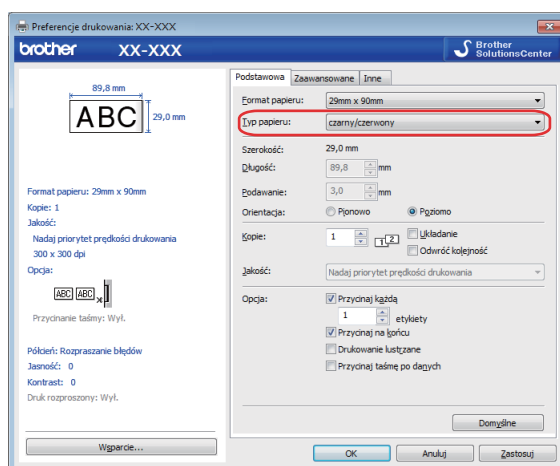 Preferencje drukowania: XX-XXX
brother XX-XXX
Brother
SolutionsCenter
89,8 mm
ABC
29,0 mm
Format papieru: 29mm x 90mm
Kopie: 1
Jakość:
Nadaj priorytet prędkości drukowania
300 x 300 dpi
Opcja:
ABC ABC
Przycinanie taśmy: Wył.
Półcień: Rozpraszanie błędów
Jasność: 0
Kontrast: 0
Druk rozproszony: Wył.
Wsparcie...
Podstawowa Zaawansowane Inne
Format papieru: 29mm x 90mm
Typ papieru: czarny/czerwony
Szerokość: 29,0 mm
Długość: 89,8 mm
Podawanie: 3,0 mm
Orientacja: Pionowo Poziomo
Kopie: 1 1 2 Układanie
Odwróć kolejność
Jakość: Nadaj priorytet prędkości drukowania
Opcja: Przycinaj każdą
1 etykiety
Przycinaj na końcu
Drukowanie lustrzane
Przycinaj taśmę po danych
Domyślne
OK Anuluj Zastosuj